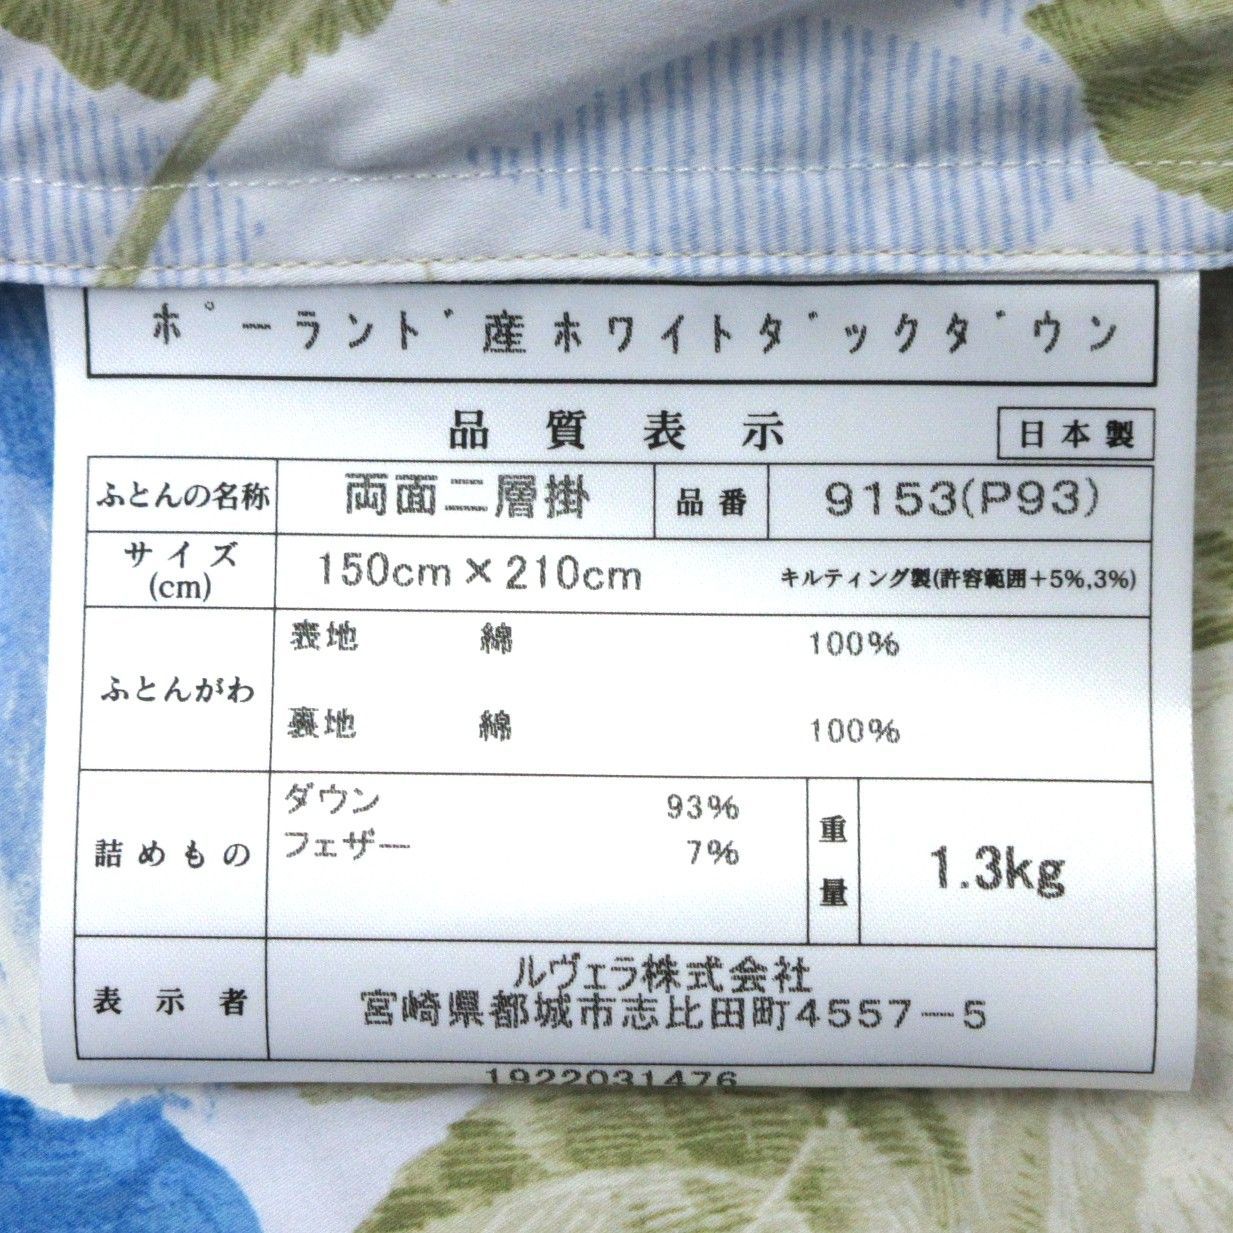 ポーランド産ホワイトダックダウン
品質表示 日本製
ふとんの名称 両面二層掛 品番 9153(P93)
サイズ(cm) 150cm×210cm キルティング製(許容範囲+5%,3%)
ふとんがわ 表地 綿 100%
裏地 綿 100%
詰めもの ダウン 93% 重量 1.3kg
フェザー 7%
表示者 ルヴェラ株式会社
宮崎県都城市志比田町4557-5
1922031476